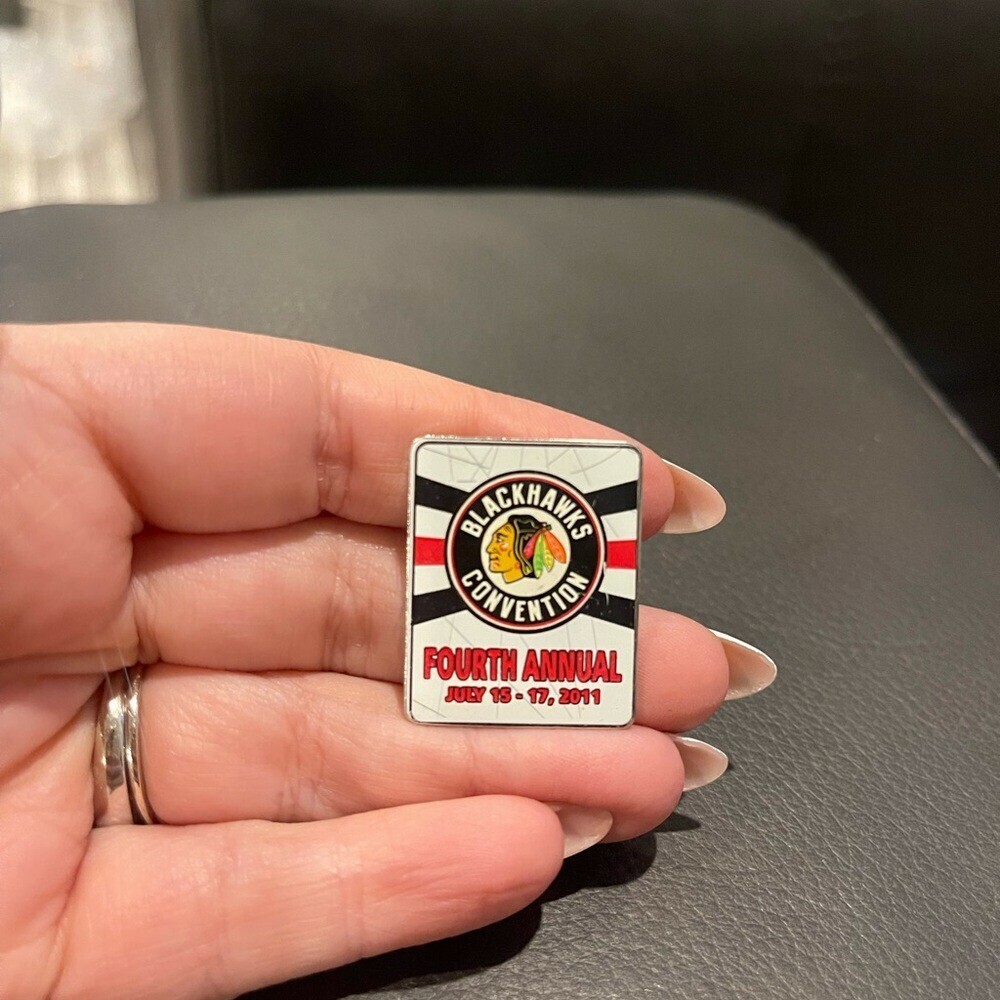 BLACKHAWKS
CONVENTION
FOURTH ANNUAL
JULY 15 - 17, 2011